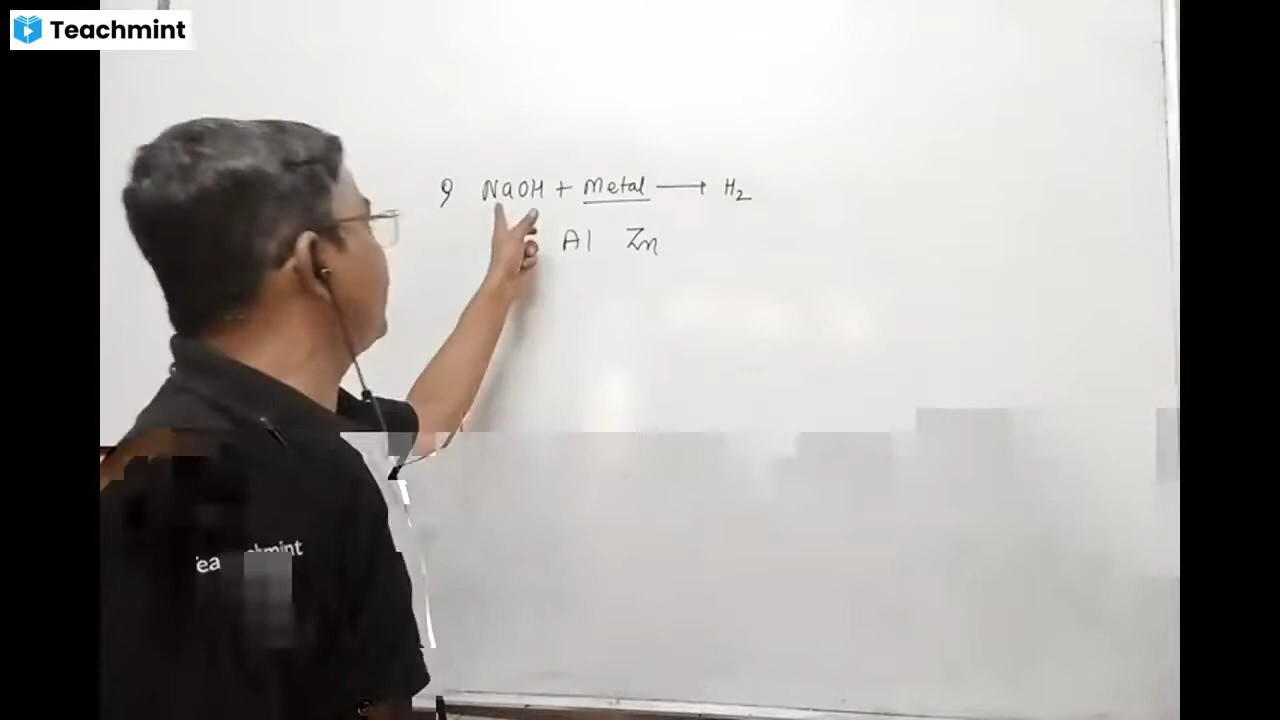 Teachmint
9 NaOH + Metal ⟶ H₂
Al Zn